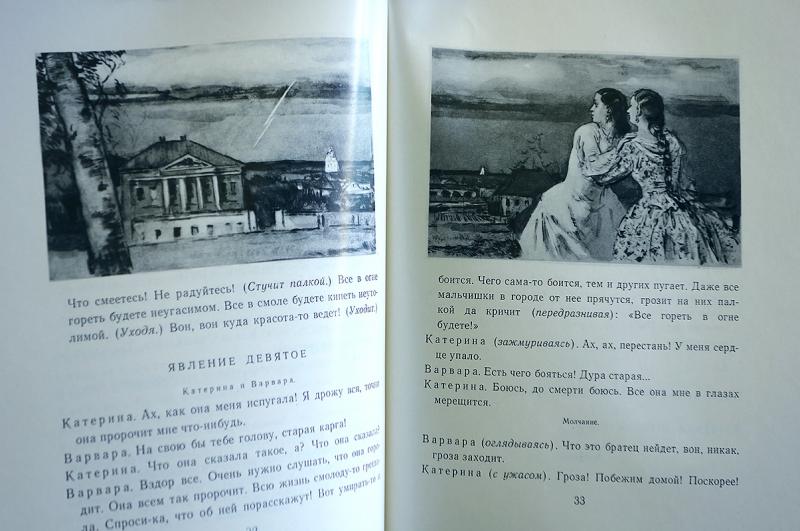 Что смеетесь! Не радуйтесь! (Стучит палкой.) Все в огне
гореть будете неугасимом. Все в смоле будете кипеть неуто-
лимой. (Уходя.) Вон, вон куда красота-то ведет! (Уходит.)
ЯВЛЕНИЕ ДЕВЯТОЕ
Катерина и Варвара.
Катерина. Ах, как она меня испугала! Я дрожу вся, точно
она пророчит мне что-нибудь.
Варвара. На свою бы тебе голову, старая карга!
Катерина. Что она сказала такое, а? Что она сказала?
Варвара. Вздор все. Очень нужно слушать, что она горо-
дит. Она всем так пророчит. Всю жизнь смолоду-то грешила
ла. Спроси-ка, что об ней порасскажут! Вот умирать-то и
боится. Чего сама-то боится, тем и других пугает. Даже все
мальчишки в городе от нее прячутся, грозит на них пал-
кой да кричит (передразнивая): «Все гореть в огне
будете!»
Катерина (зажмуриваясь). Ах, ах, перестань! У меня серд-
це упало.
Варвара. Есть чего бояться! Дура старая...
Катерина. Боюсь, до смерти боюсь. Все она мне в глазах
мерещится.
Молчание.
Варвара (оглядываясь). Что это братец нейдет, вон, никак,
гроза заходит.
Катерина (с ужасом). Гроза! Побежим домой! Поскорее!
33